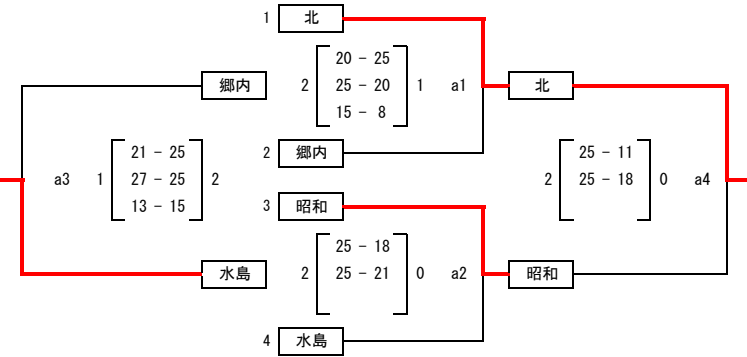 1 北
20 - 25
郷内 2 25 - 20 1 a1 北
15 - 8
2 郷内
21 - 25 25 - 11
a3 1 27 - 25 2 2 25 - 18 0 a4
13 - 15
3 昭和
25 - 18
水島 2 25 - 21 0 a2 昭和
4 水島